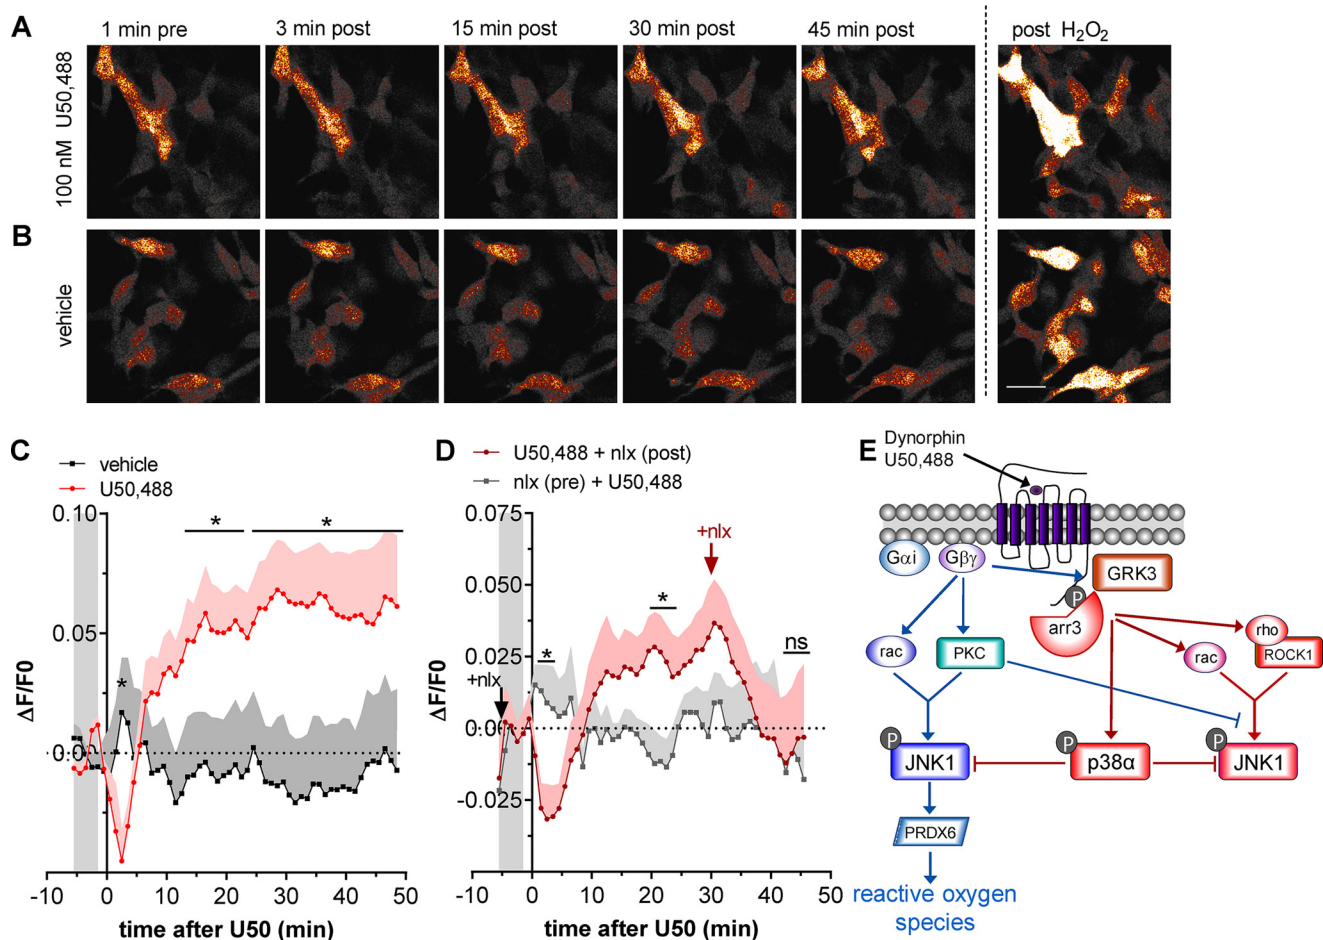 A
1 min pre
3 min post
15 min post
30 min post
45 min post
post H₂O₂
100 nM U50,488
B
vehicle
C
vehicle
U50,488
0.10
0.05
0.00
ΔF/F0
*
*
*
-10
0
10
20
30
40
50
time after U50 (min)
D
U50,488 + nlx (post)
nlx (pre) + U50,488
0.075
0.050
0.025
0.00
-0.025
ΔF/F0
+nlx
*
*
+nlx
ns
-10
0
10
20
30
40
50
time after U50 (min)
E
Dynorphin
U50,488
Gαi
Gβγ
GRK3
P
arr3
rac
PKC
rac
rho
ROCK1
P
JNK1
P
p38α
P
JNK1
PRDX6
reactive oxygen
species